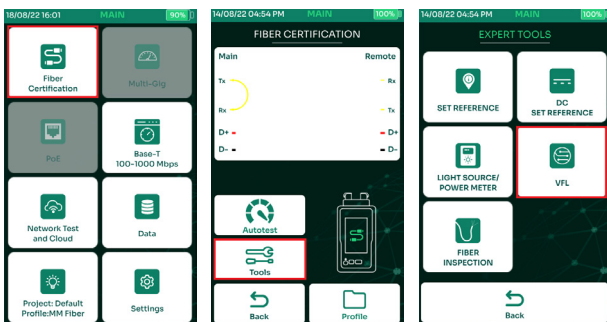 18/08/22 16:01 MAIN 90%
Fiber
Certification
Multi-Gig
PoE
Base-T
100-1000 Mbps
Network Test
and Cloud
Data
Project: Default
Profile:MM Fiber
Settings
14/08/22 04:54 PM MAIN 100%
FIBER CERTIFICATION
Main Remote
Tx Rx
Rx Tx
D+ D+
D- D-
Autotest
Tools
Back
Profile
14/08/22 04:54 PM MAIN 100%
EXPERT TOOLS
SET REFERENCE
DC
SET REFERENCE
LIGHT SOURCE/
POWER METER
VFL
FIBER
INSPECTION
Back